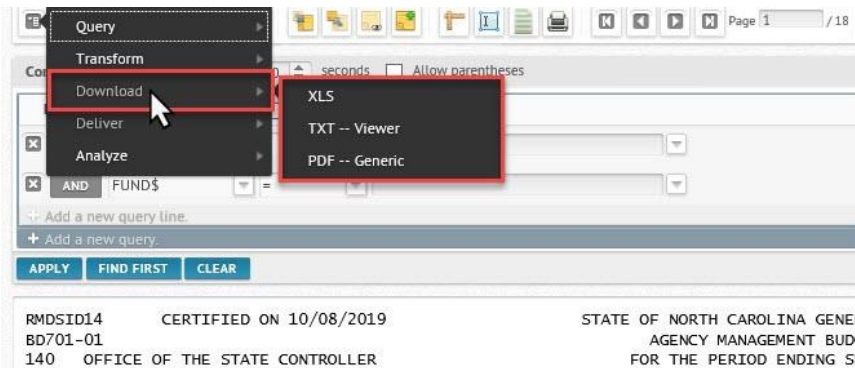 Query
Page 1 / 18
Transform
seconds Allow parentheses
Download
XLS
Deliver
TXT -- Viewer
Analyze
PDF -- Generic
AND FUND$ =
+ Add a new query line.
+ Add a new query.
APPLY FIND FIRST CLEAR
RMDSID14 CERTIFIED ON 10/08/2019 STATE OF NORTH CAROLINA GENE
BD701-01 AGENCY MANAGEMENT BUD
140 OFFICE OF THE STATE CONTROLLER FOR THE PERIOD ENDING S